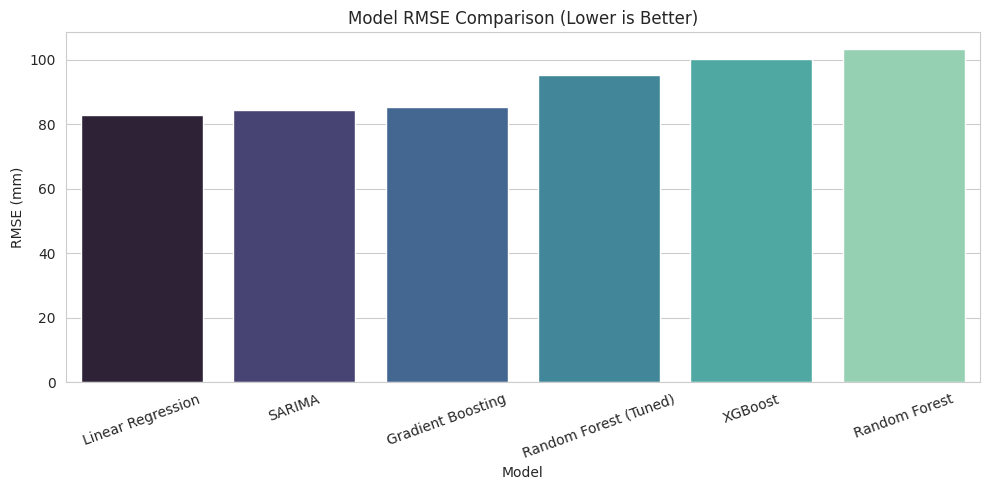 Model RMSE Comparison (Lower is Better)
RMSE (mm)
100
80
60
40
20
0
Linear Regression
SARIMA
Gradient Boosting
Random Forest (Tuned)
XGBoost
Random Forest
Model